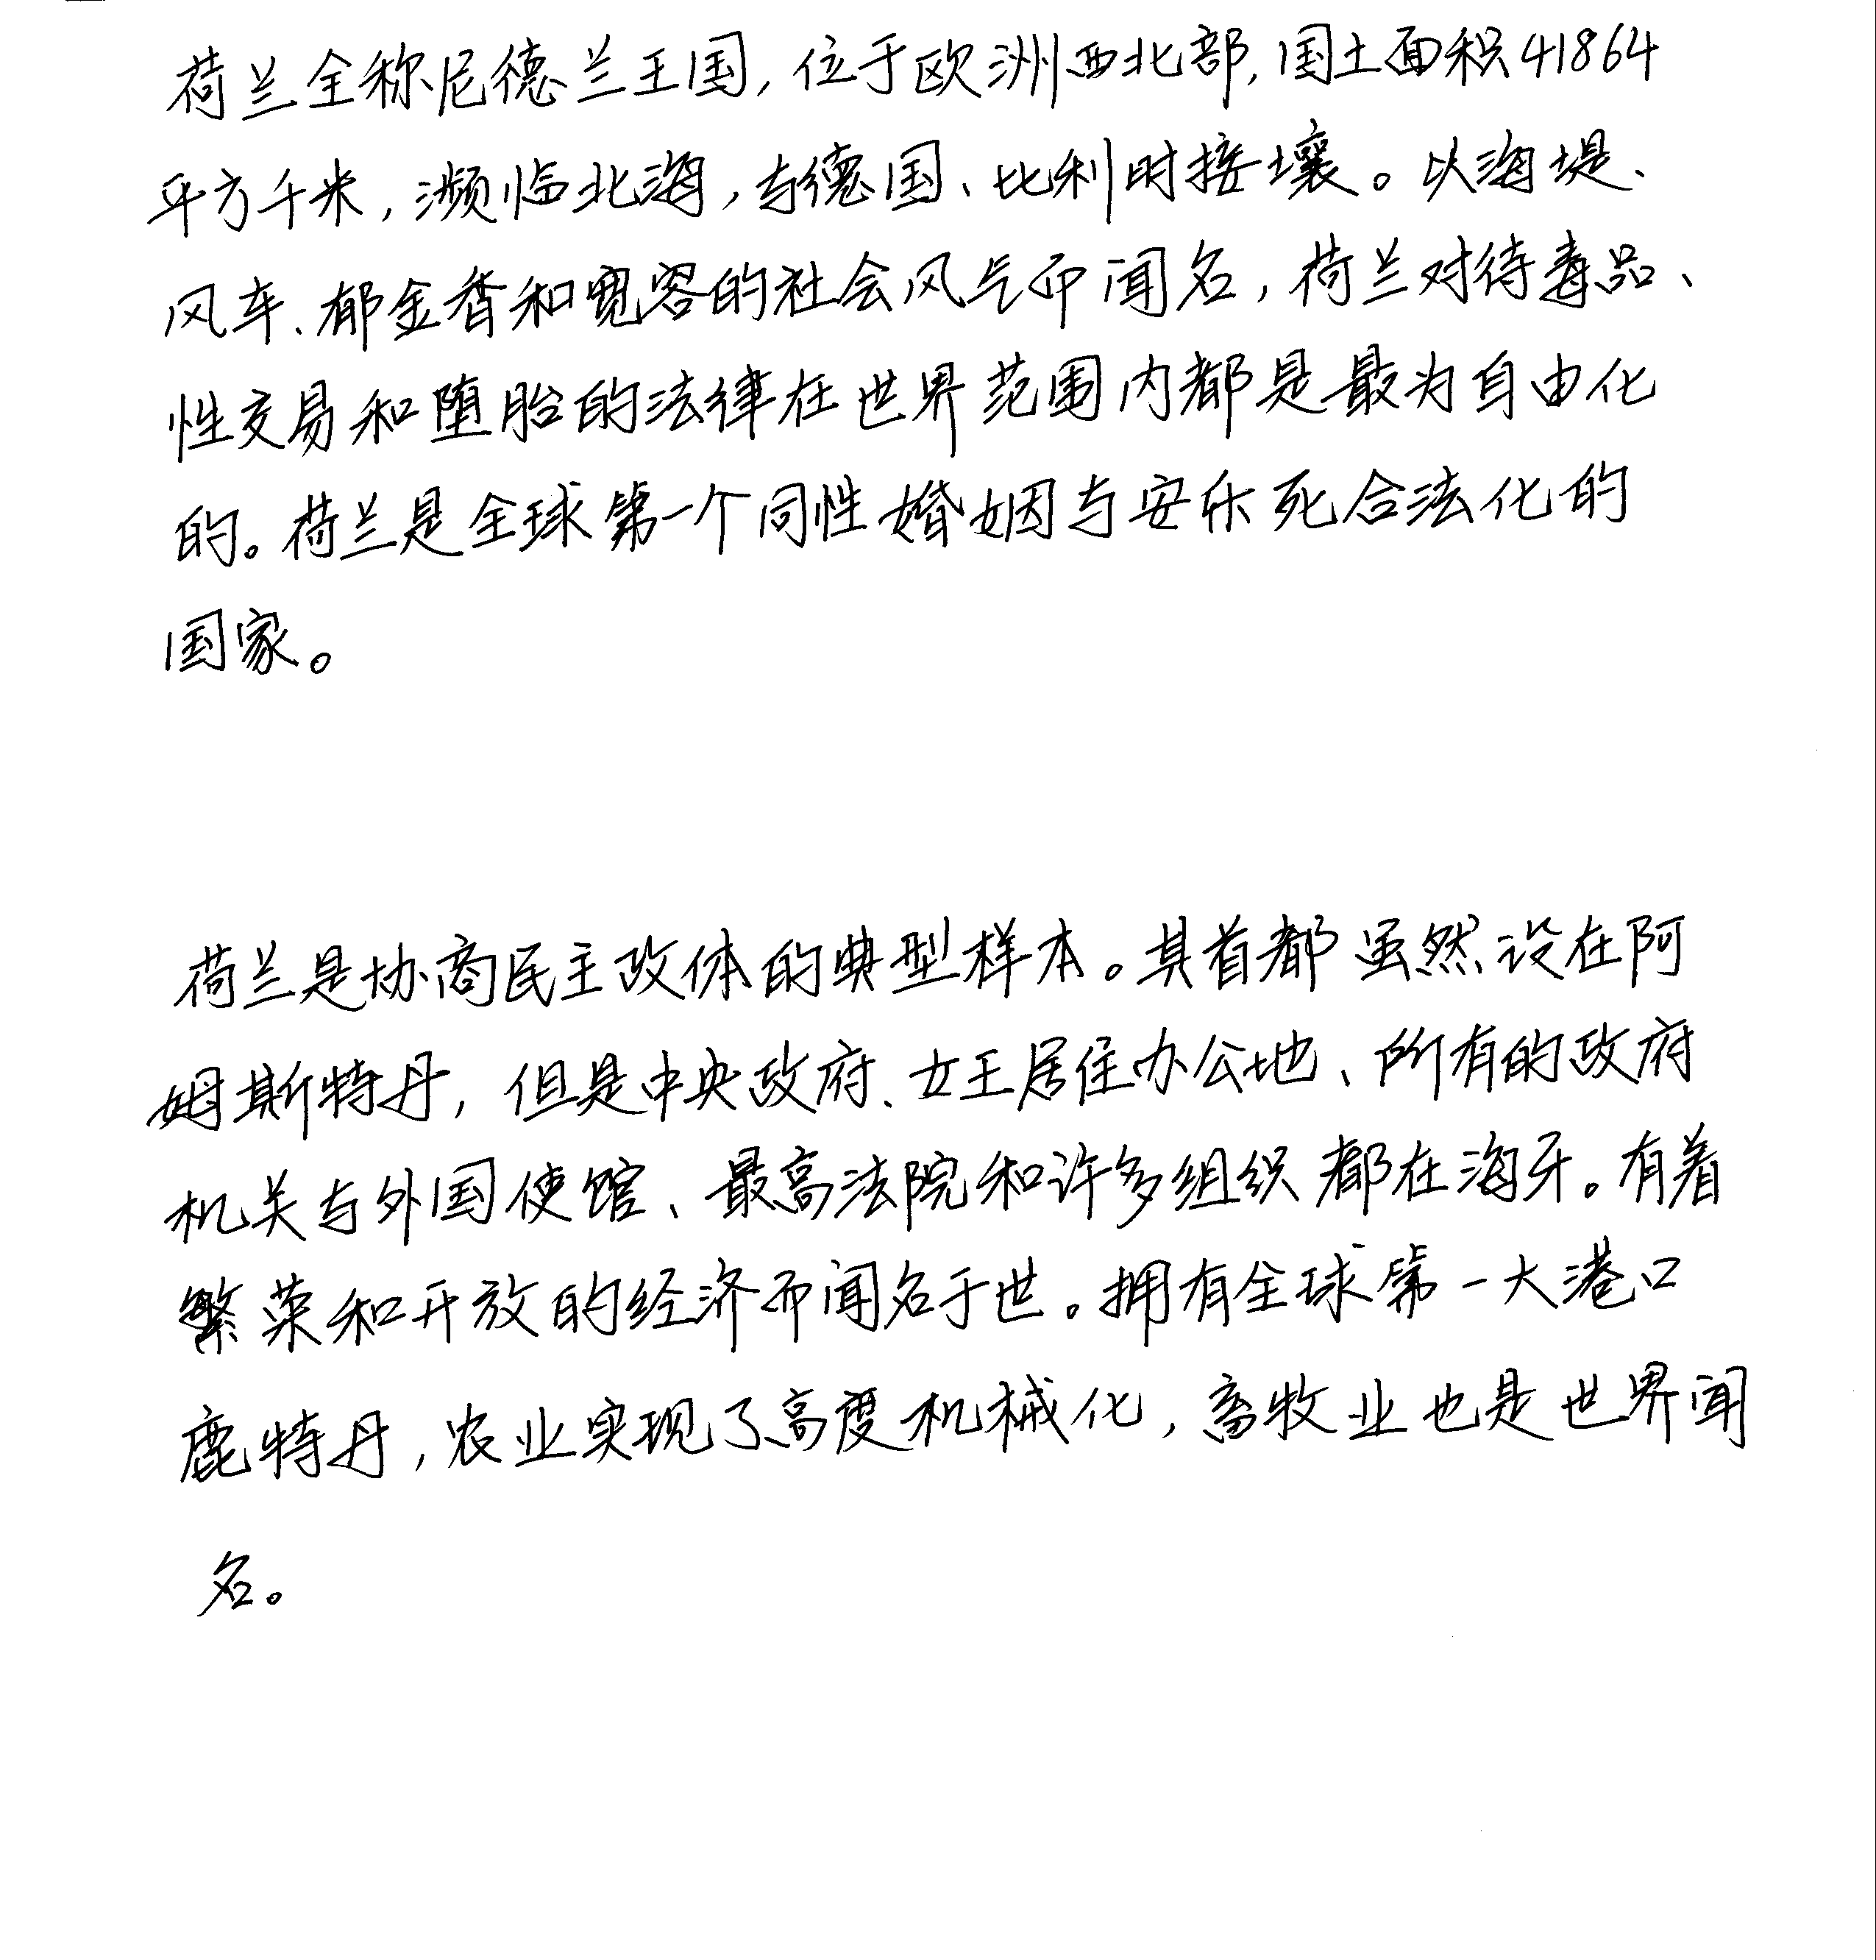 荷兰全称尼德兰王国,位于欧洲西北部,国土面积41864
平方千米,濒临北海,与德国、比利时接壤。以海堤、
风车、郁金香和宽容的社会风气而闻名,荷兰对待毒品、
性交易和堕胎的法律在世界范围内都是最为自由化
的。荷兰是全球第一个同性婚姻与安乐死合法化的
国家。
荷兰是协商民主政体的典型样本。其首都虽然设在阿
姆斯特丹,但是中央政府、女王居住办公地、所有的政府
机关与外国使馆、最高法院和许多组织都在海牙。有着
繁荣和开放的经济而闻名于世。拥有全球第一大港口
鹿特丹,农业实现了高度机械化,畜牧业也是世界闻
名。